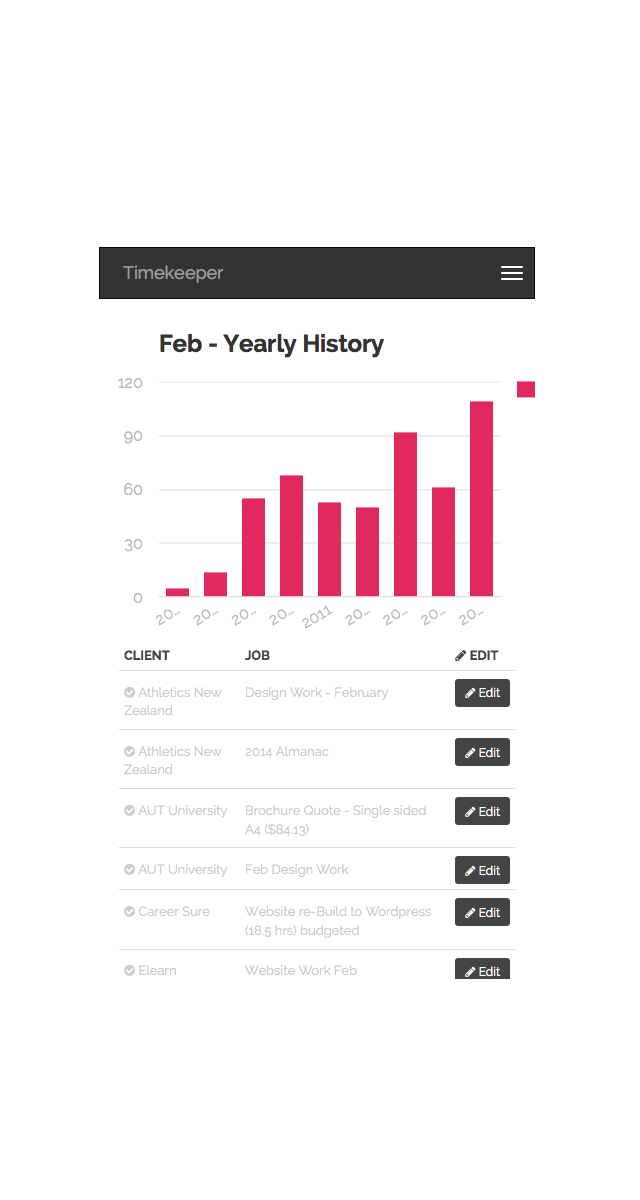 Timekeeper
Feb - Yearly History
120
90
60
30
0
20... 20... 20... 20... 2011 20... 20... 20... 20...
CLIENT JOB EDIT
Athletics New Design Work - February Edit
Zealand
Athletics New 2014 Almanac Edit
Zealand
AUT University Brochure Quote - Single sided Edit
A4 ($84.13)
AUT University Feb Design Work Edit
Career Sure Website re-Build to Wordpress Edit
(18.5 hrs) budgeted
Elearn Website Work Feb Edit